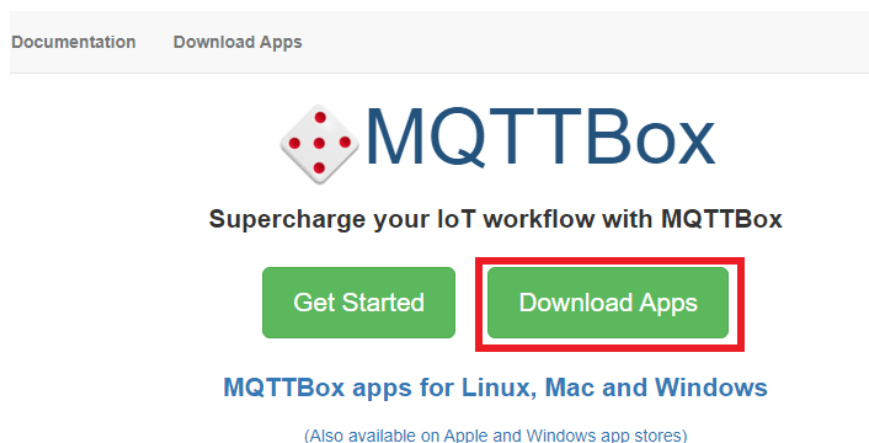 Documentation Download Apps
MQTTBox
Supercharge your IoT workflow with MQTTBox
Get Started Download Apps
MQTTBox apps for Linux, Mac and Windows
(Also available on Apple and Windows app stores)